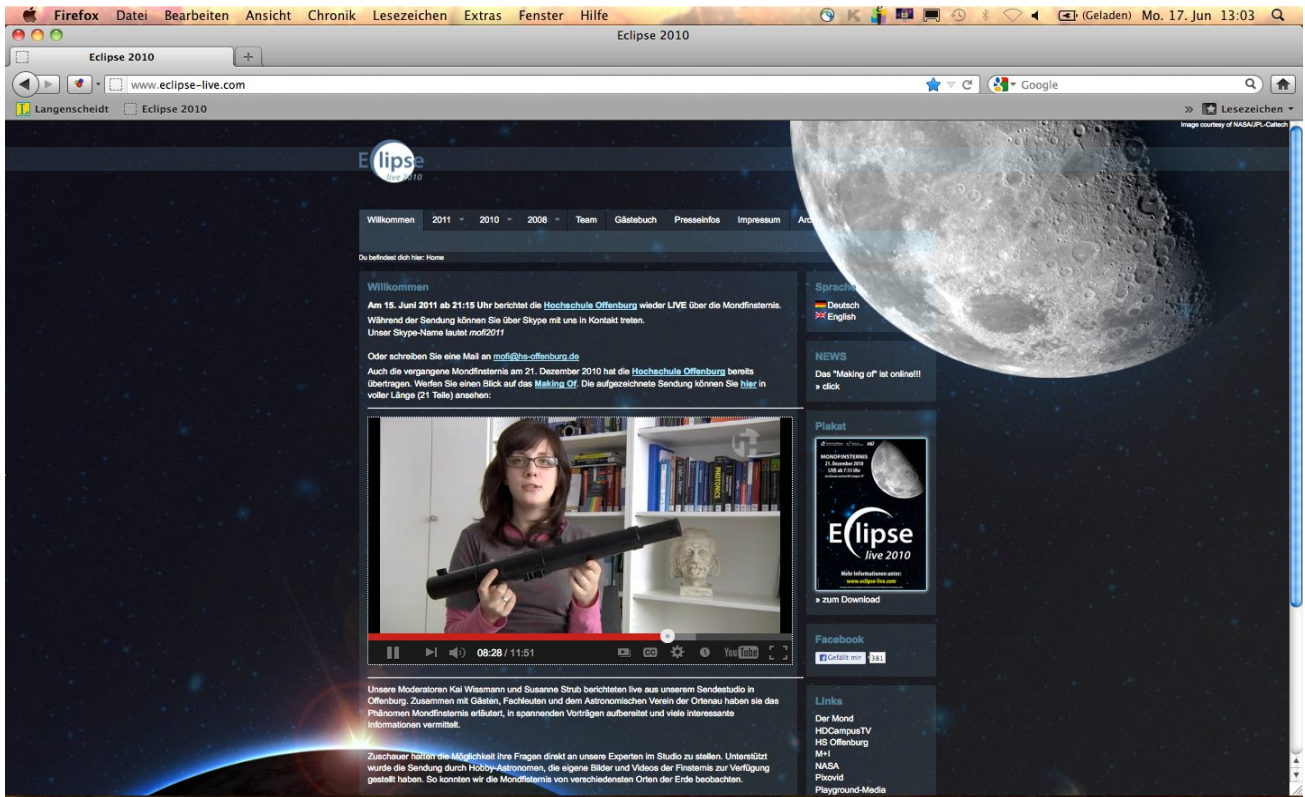 Firefox Datei Bearbeiten Ansicht Chronik Lesezeichen Extras Fenster Hilfe (Geladen) Mo. 17. Jun 13:03
Eclipse 2010
Eclipse 2010
www.eclipse-live.com
Google
Langenscheidt Eclipse 2010 » Lesezeichen
Image courtesy of NASA/JPL-Caltech
Eclipse
live 2010
Willkommen 2011 2010 2008 Team Gästebuch Presseinfos Impressum
Du befindest dich hier: Home
Willkommen
Am 15. Juni 2011 ab 21:15 Uhr berichtet die Hochschule Offenburg wieder LIVE über die Mondfinsternis.
Während der Sendung können Sie über Skype mit uns in Kontakt treten.
Unser Skype-Name lautet mofi2011
Oder schreiben Sie eine Mail an mofi@hs-offenburg.de
Auch die vergangene Mondfinsternis am 21. Dezember 2010 hat die Hochschule Offenburg bereits
übertragen. Werfen Sie einen Blick auf das Making Of. Die aufgezeichnete Sendung können Sie hier in
voller Länge (21 Teile) ansehen:
PHOTONICS
08:28 / 11:51
CC
YouTube
Unsere Moderatoren Kai Wissmann und Susanne Strub berichteten live aus unserem Sendestudio in
Offenburg. Zusammen mit Gästen, Fachleuten und dem Astronomischen Verein der Ortenau haben sie das
Phänomen Mondfinsternis erläutert, in spannenden Vorträgen aufbereitet und viele interessante
Informationen vermittelt.
Zuschauer hatten die Möglichkeit ihre Fragen direkt an unsere Experten im Studio zu stellen. Unterstützt
wurde die Sendung durch Hobby-Astronomen, die eigene Bilder und Videos der Finsternis zur Verfügung
gestellt haben. So konnten wir die Mondfisternis von verschiedensten Orten der Erde beobachten.
Sprache
Deutsch
English
NEWS
Das "Making of" ist online!!!
» click
Plakat
MONDFINSTERNIS
21. Dezember 2010
LIVE ab 7:15 Uhr
Eclipse
live 2010
Mehr Informationen unter:
www.eclipse-live.com
» zum Download
Facebook
Gefällt mir 381
Links
Der Mond
HDCampusTV
HS Offenburg
M+I
NASA
Pixovid
Playground-Media